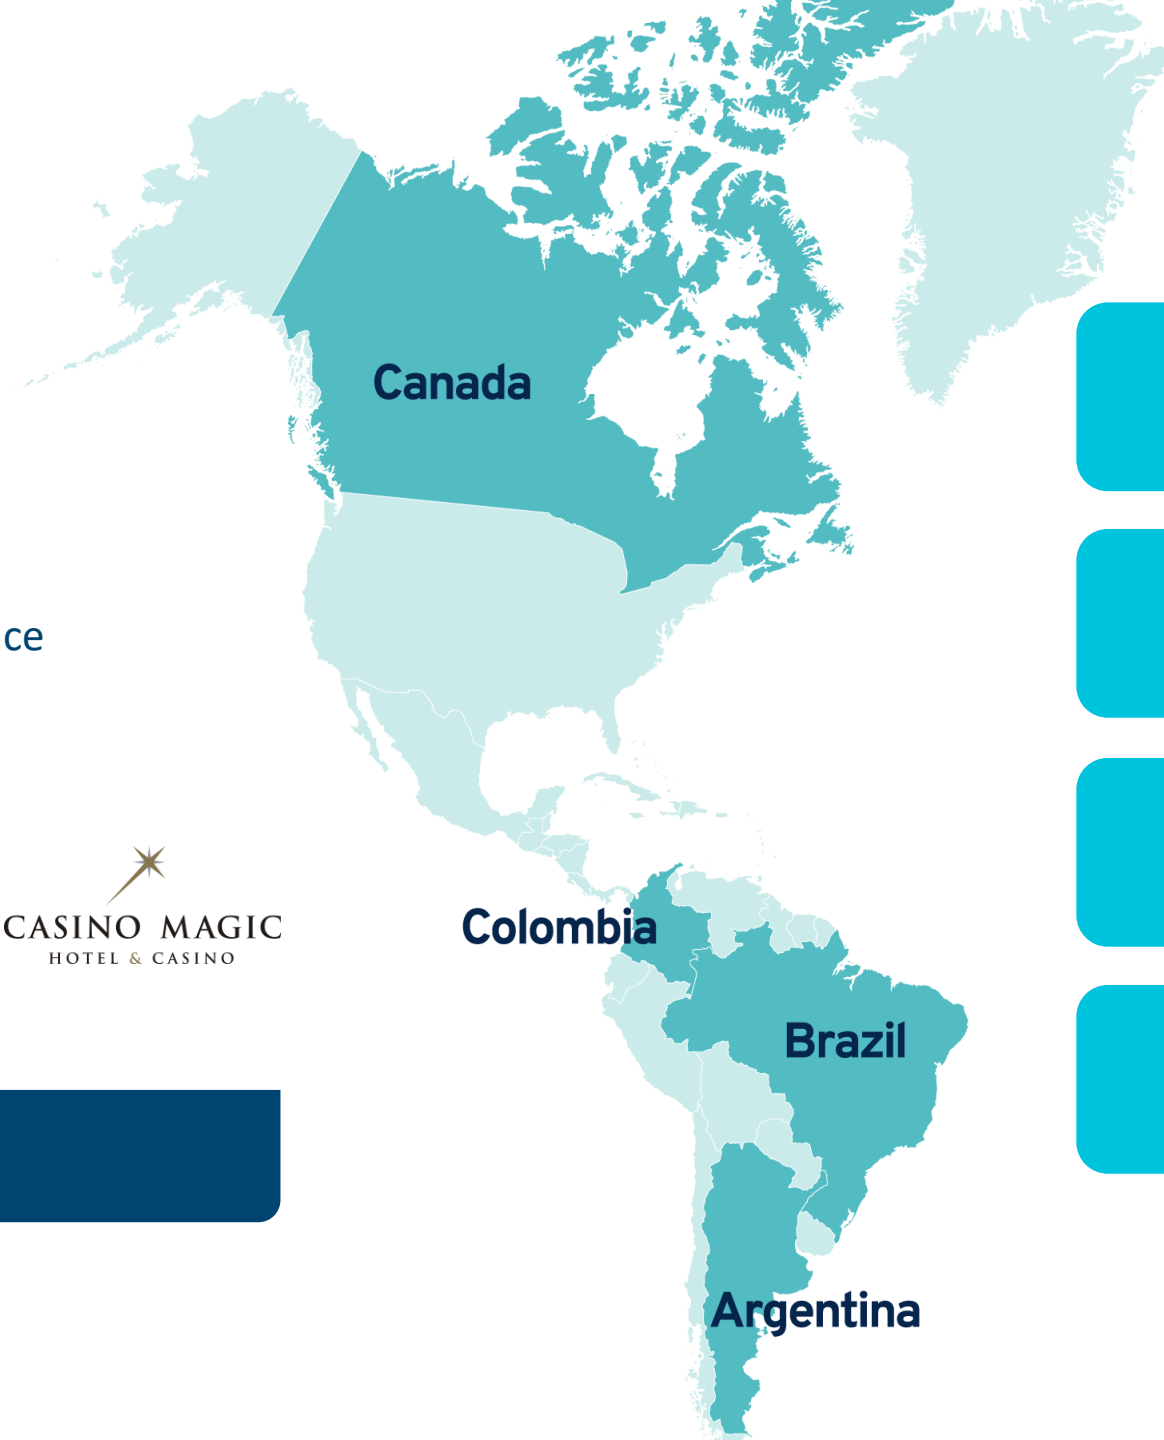 Canada
ce
CASINO MAGIC
HOTEL & CASINO
Colombia
Brazil
Argentina